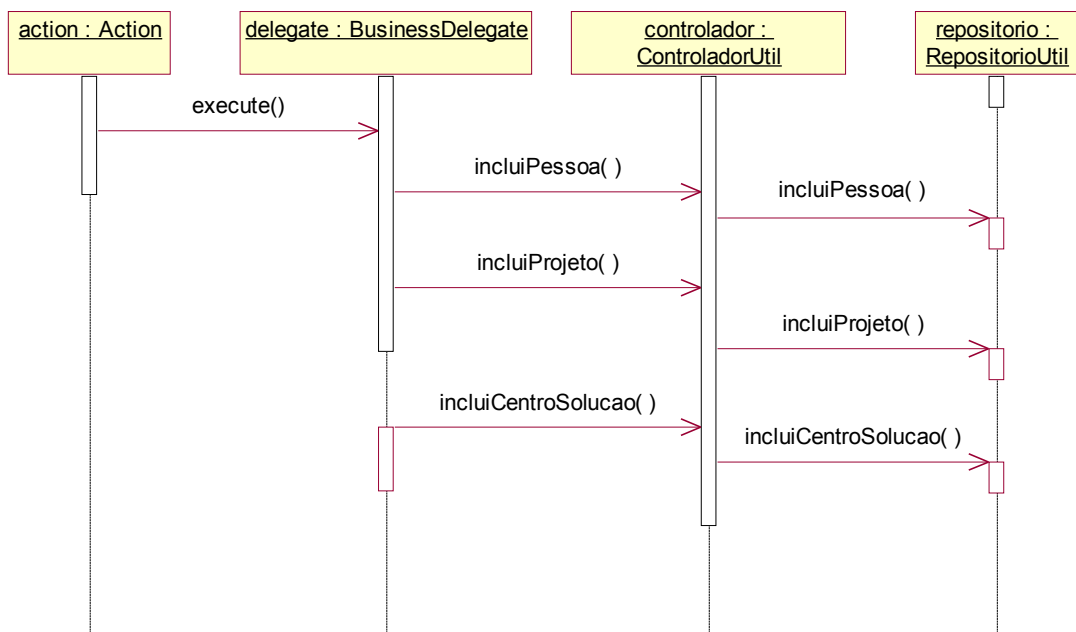 action : Action
delegate : BusinessDelegate
controlador :
ControladorUtil
repositorio :
RepositorioUtil
execute()
incluiPessoa( )
incluiPessoa( )
incluiProjeto( )
incluiProjeto( )
incluiCentroSolucao( )
incluiCentroSolucao( )